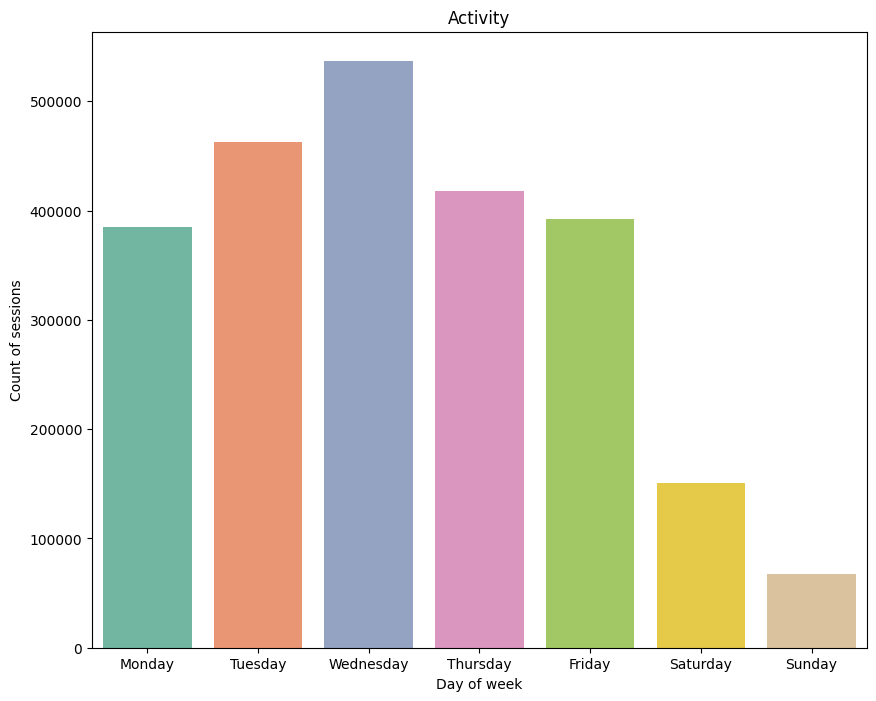 Activity
Count of sessions
500000
400000
300000
200000
100000
0
Monday Tuesday Wednesday Thursday Friday Saturday Sunday
Day of week